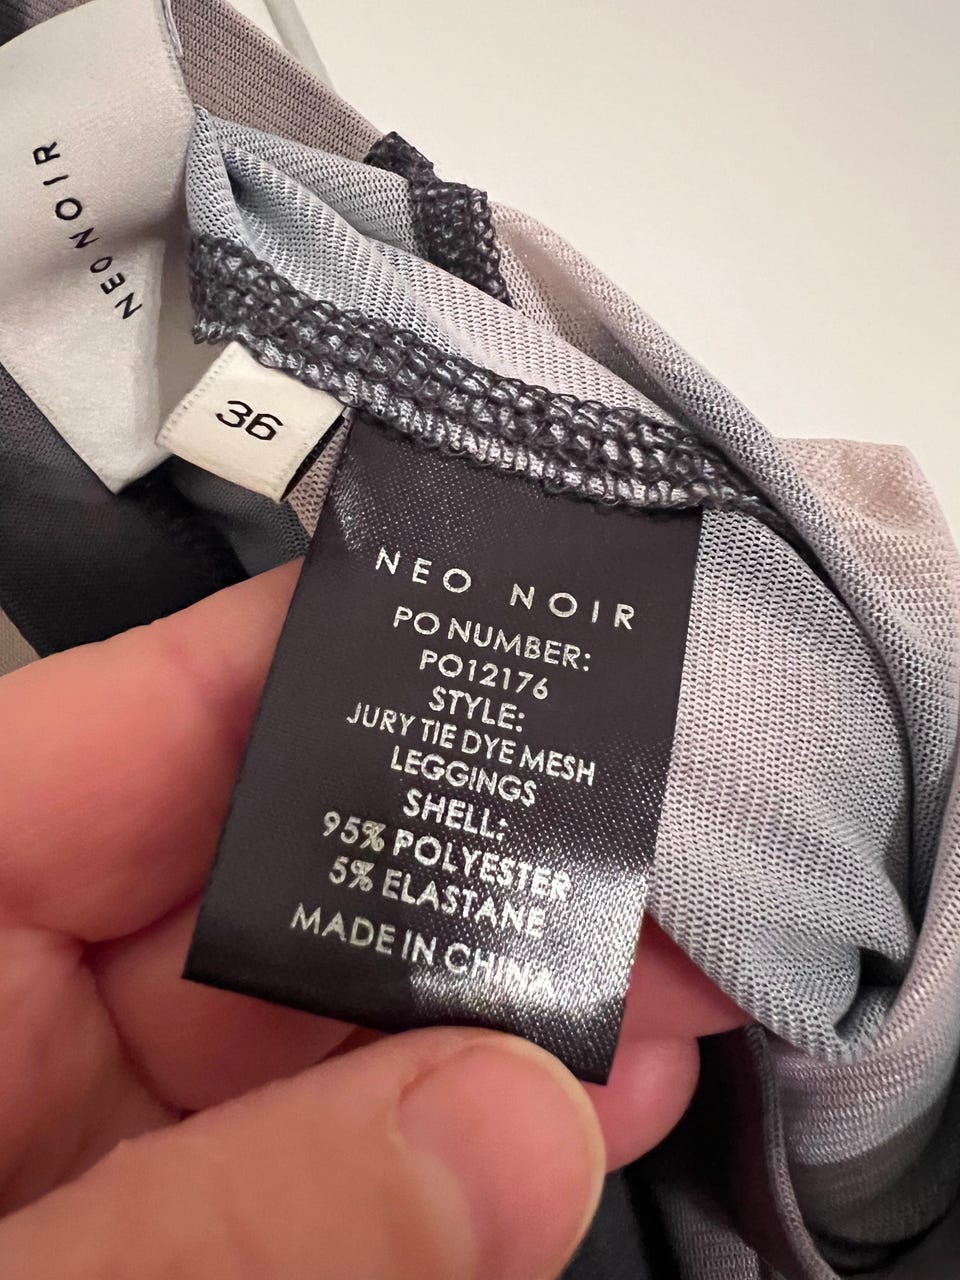 NEONOIR
36
NEO NOIR
PO NUMBER:
PO12176
STYLE:
JURY TIE DYE MESH
LEGGINGS
SHELL:
95% POLYESTER
5% ELASTANE
MADE IN CHINA